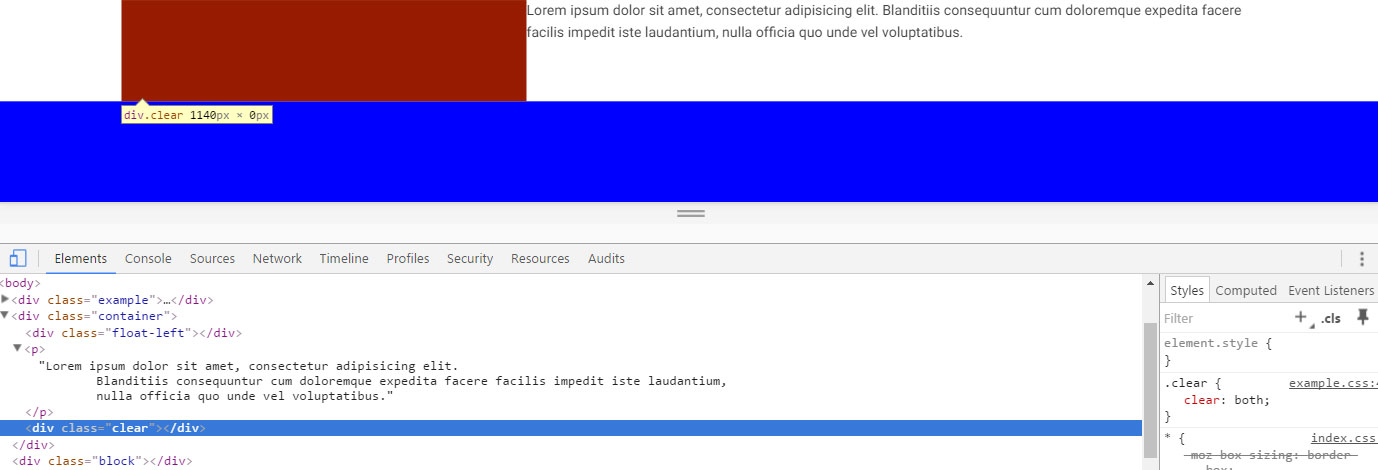 Lorem ipsum dolor sit amet, consectetur adipisicing elit. Blanditiis consequuntur cum doloremque expedita facere
facilis impedit iste laudantium, nulla officia quo unde vel voluptatibus.
div.clear 1140px × 0px
Elements Console Sources Network Timeline Profiles Security Resources Audits
<body>
<div class="example">…</div>
<div class="container">
<div class="float-left"></div>
<p>
"Lorem ipsum dolor sit amet, consectetur adipisicing elit.
Blanditiis consequuntur cum doloremque expedita facere facilis impedit iste laudantium,
nulla officia quo unde vel voluptatibus."
</p>
<div class="clear"></div>
</div>
<div class="block"></div>
Styles Computed Event Listeners
Filter + .cls
element.style {
}
.clear { example.css:4
clear: both;
}
* { index.css
-moz-box-sizing: border-
box;